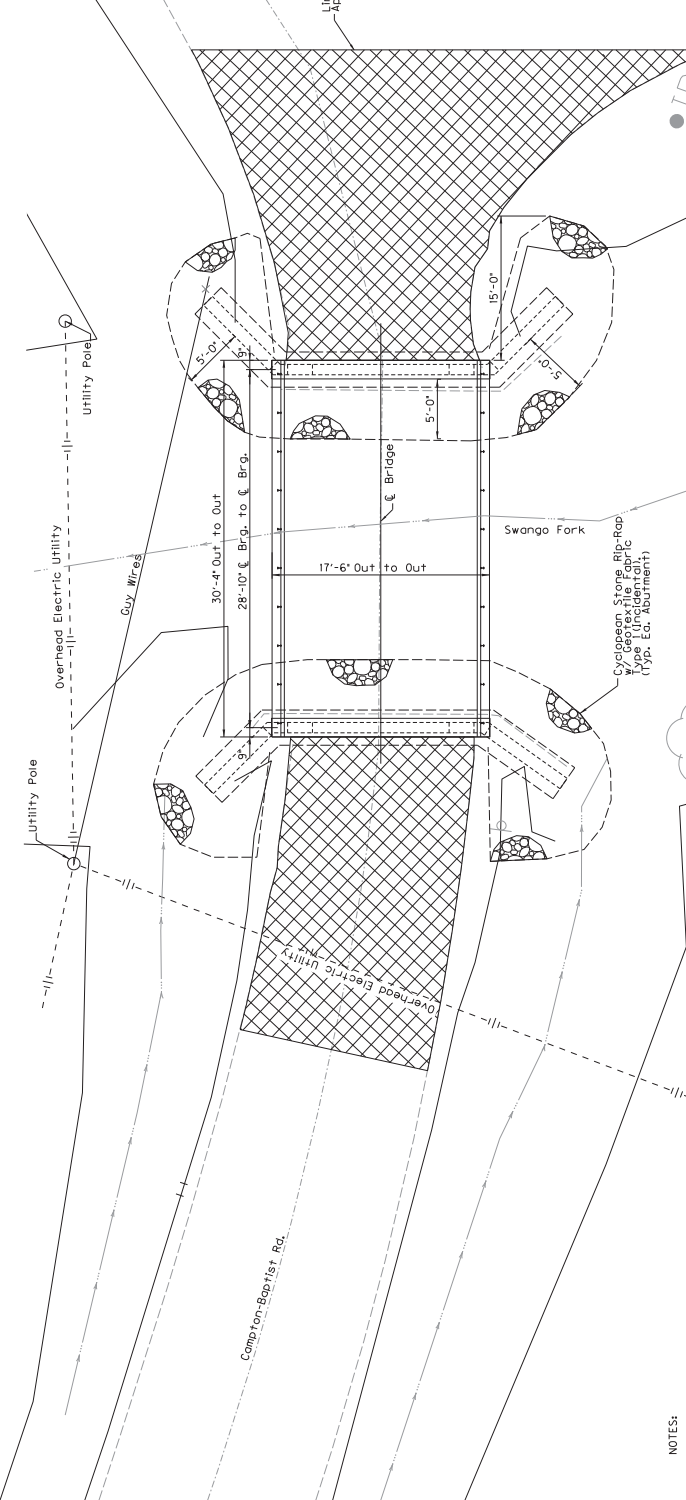 15'-0"
5'-0"
9"
5'-0"
5'-0"
Utility Pole
℄ Bridge
30'-4" Out to Out
28'-10" ℄ Brg. to ℄ Brg.
Swango Fork
17'-6" Out to Out
Overhead Electric Utility
Guy Wires
Cyclopean Stone Rip-Rap
w/ Geotextile Fabric
Type I (Incidental).
(Typ. Ea. Abutment)
9"
Utility Pole
Overhead Electric Utility
Campton-Baptist Rd.
NOTES: